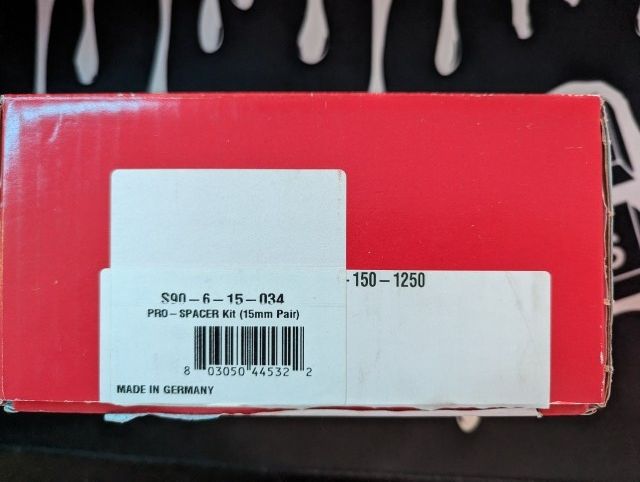 S90-6-15-034
PRO-SPACER Kit (15mm Pair)
-150-1250
8 03050 44532 2
MADE IN GERMANY